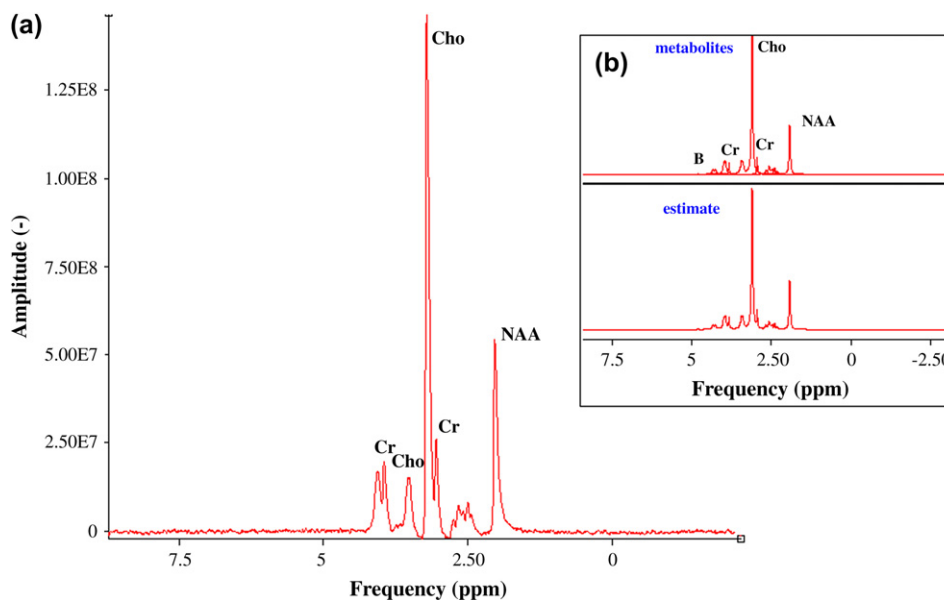 (a)
Cho
1.25E8
1.00E8
7.50E7
5.00E7
2.50E7
0
Amplitude (-)
Cr
Cho
Cr
NAA
7.5
5
2.50
0
Frequency (ppm)
(b)
metabolites
Cho
NAA
B
Cr
Cr
estimate
7.5
5
2.50
0
-2.50
Frequency (ppm)